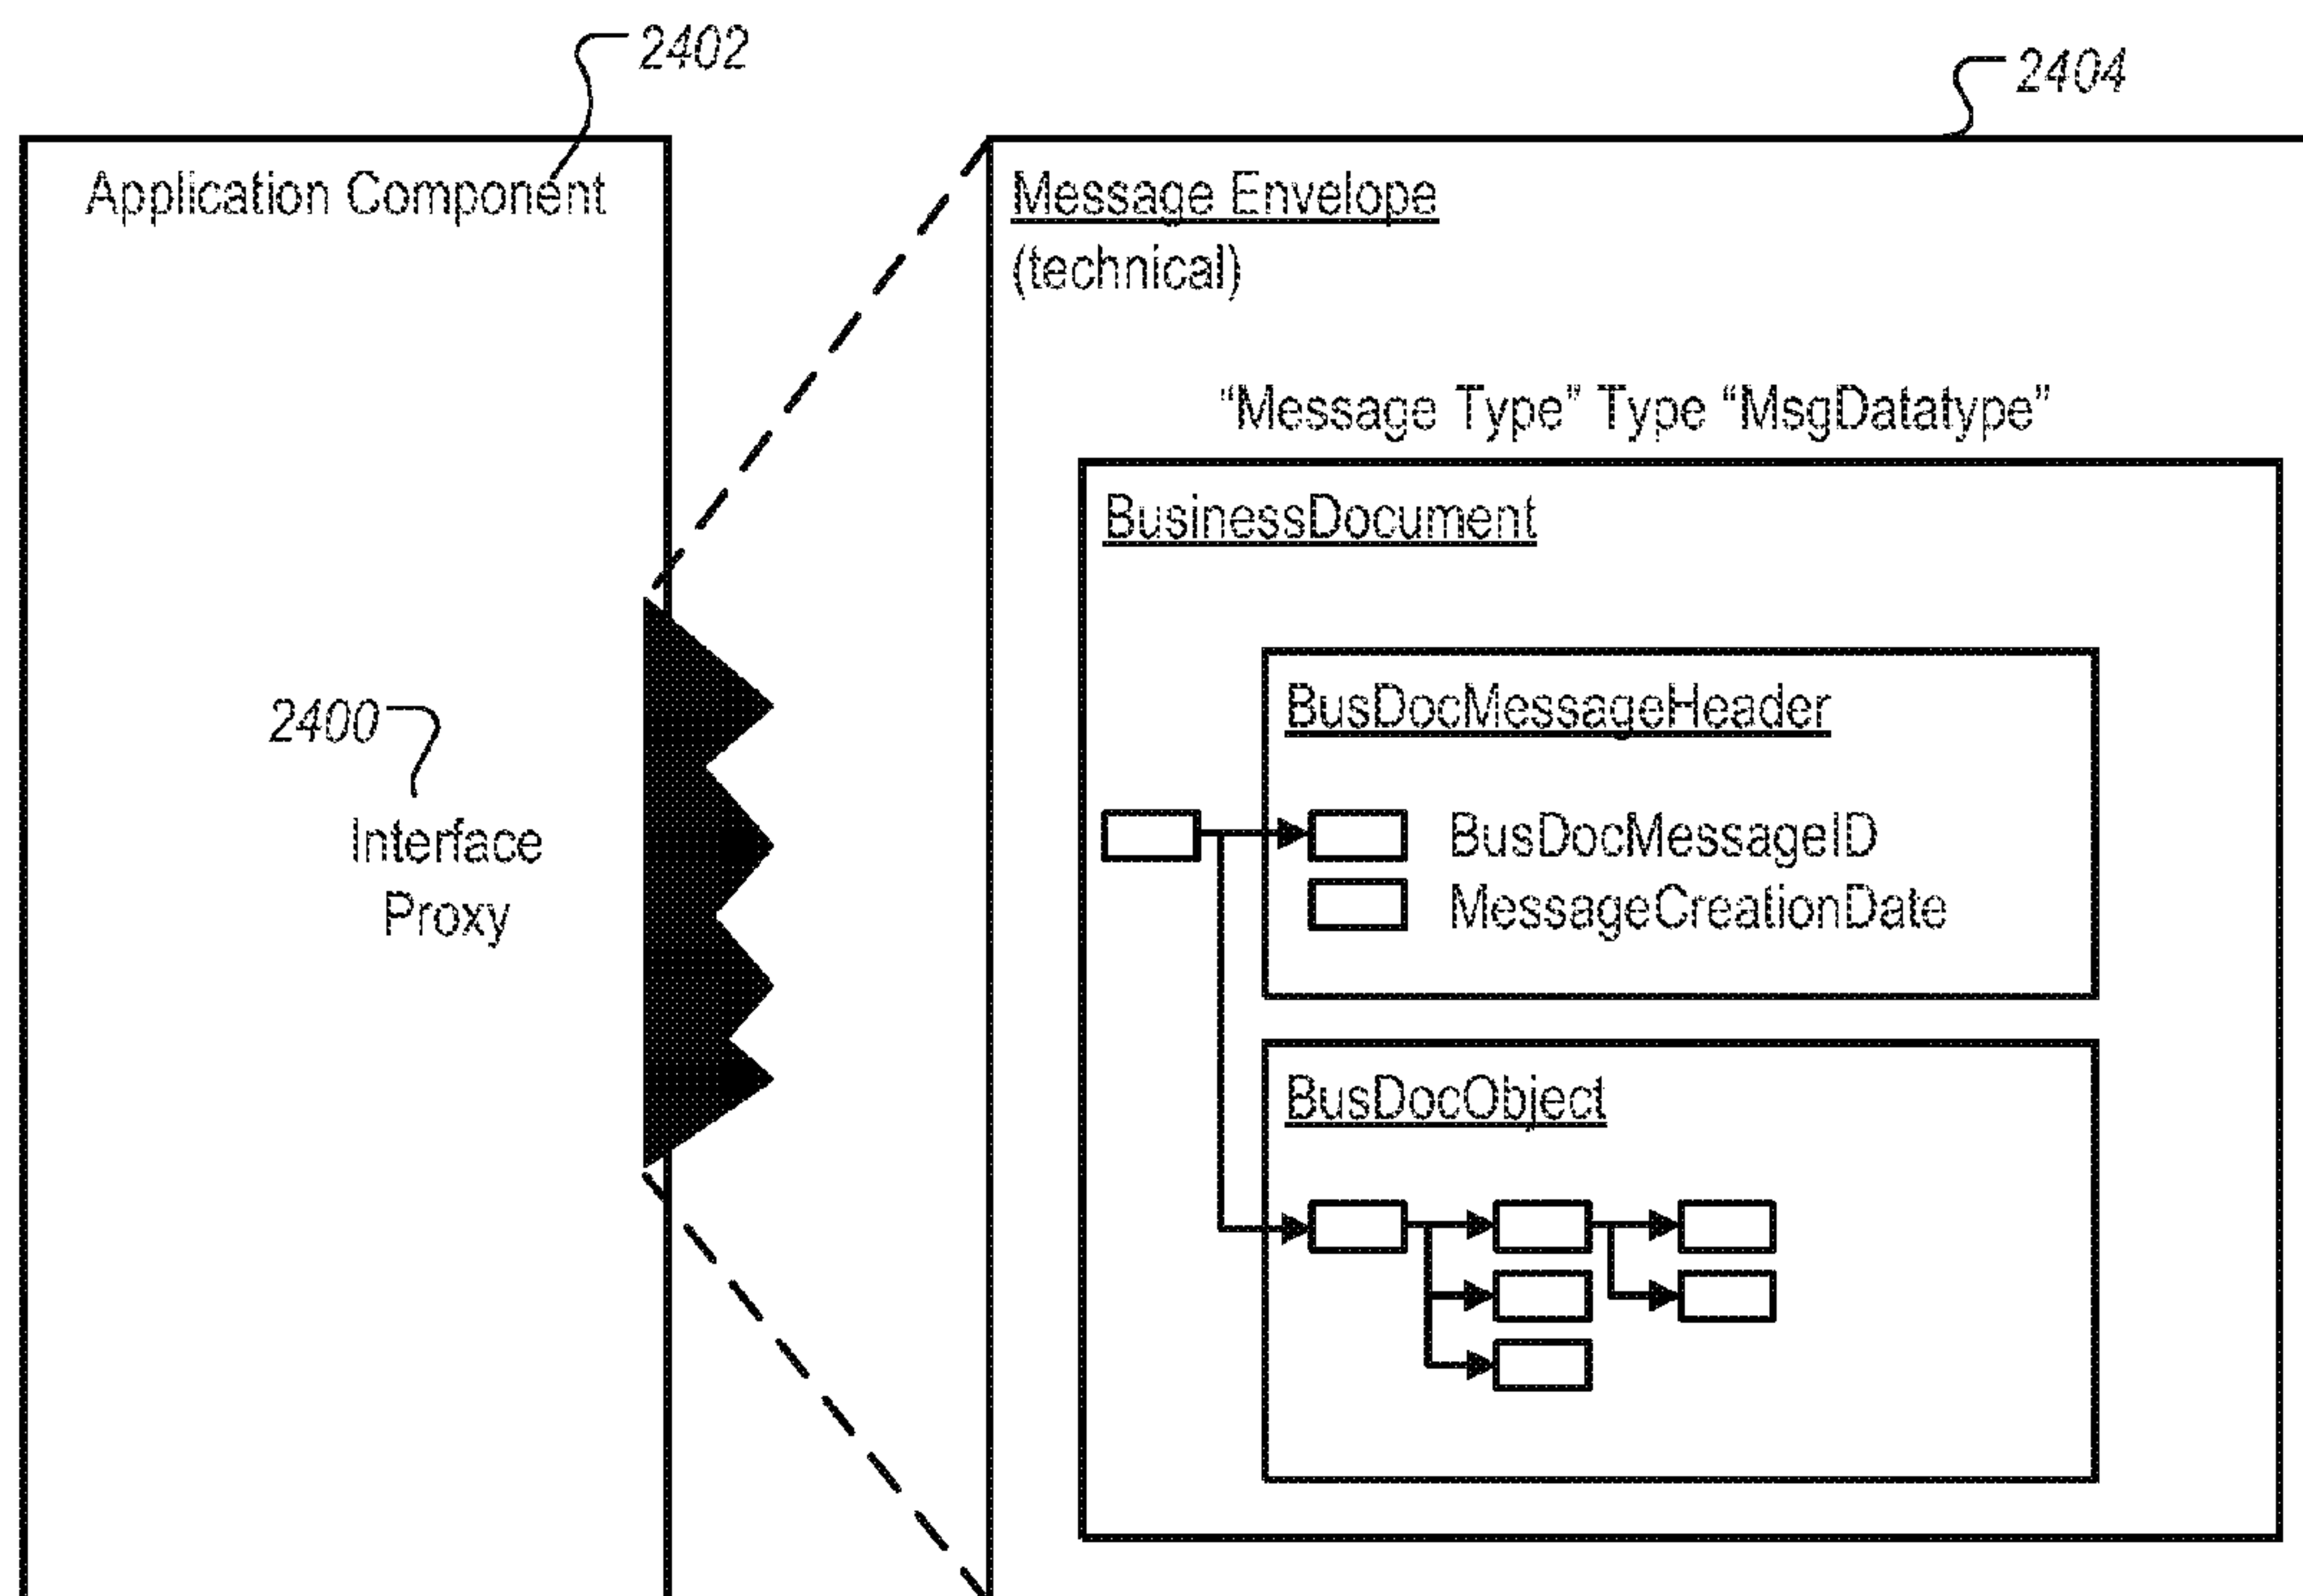 2402
2404
Application Component
Message Envelope
(technical)
“Message Type” Type “MsgDatatype”
BusinessDocument
BusDocMessageHeader
2400
Interface
Proxy
BusDocMessageID
MessageCreationDate
BusDocObject